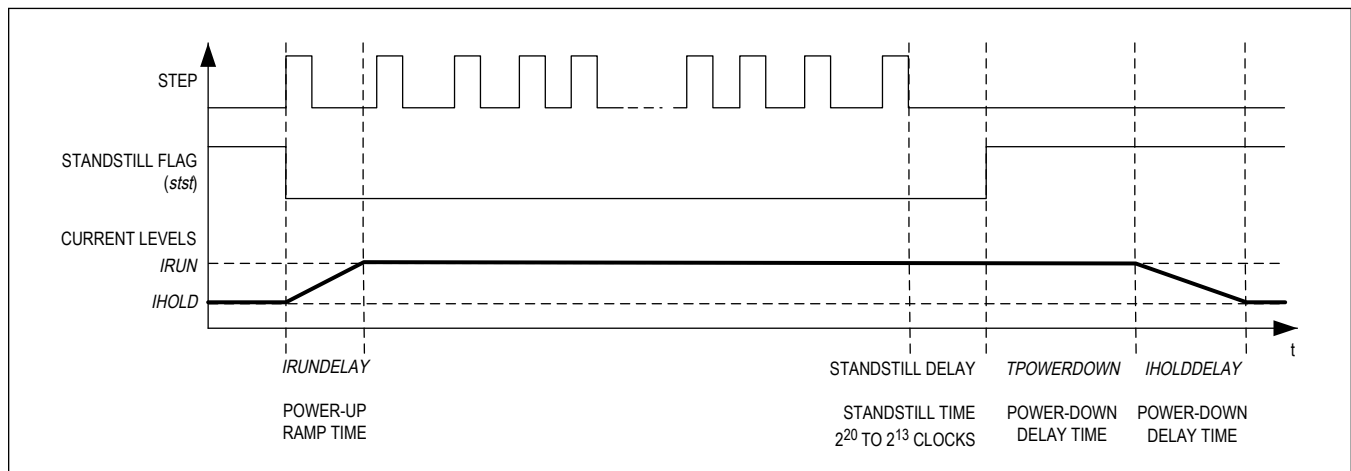 STEP
STANDSTILL FLAG
(stst)
CURRENT LEVELS
IRUN
IHOLD
t
IRUNDELAY
STANDSTILL DELAY
TPOWERDOWN
IHOLDDELAY
POWER-UP
RAMP TIME
STANDSTILL TIME
2²⁰ TO 2¹³ CLOCKS
POWER-DOWN
DELAY TIME
POWER-DOWN
DELAY TIME